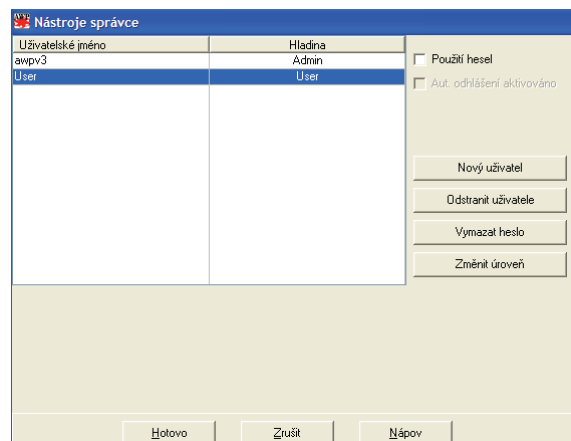 Nástroje správce
Uživatelské jméno Hladina
awpv3 Admin
User User
Použití hesel
Aut. odhlášení aktivováno
Nový uživatel
Odstranit uživatele
Vymazat heslo
Změnit úroveň
Hotovo Zrušit Nápov